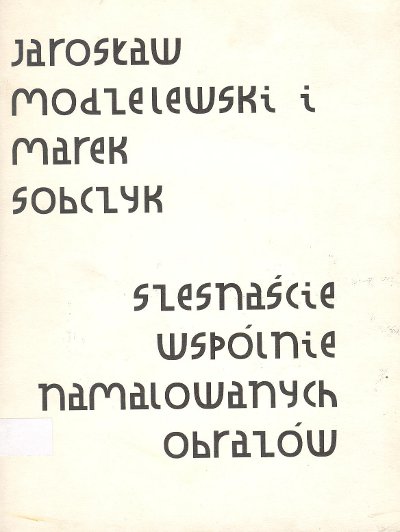 Jarosław
Modzelewski i
Marek
Sobczyk
szesnaście
wspólnie
namalowanych
obrazów